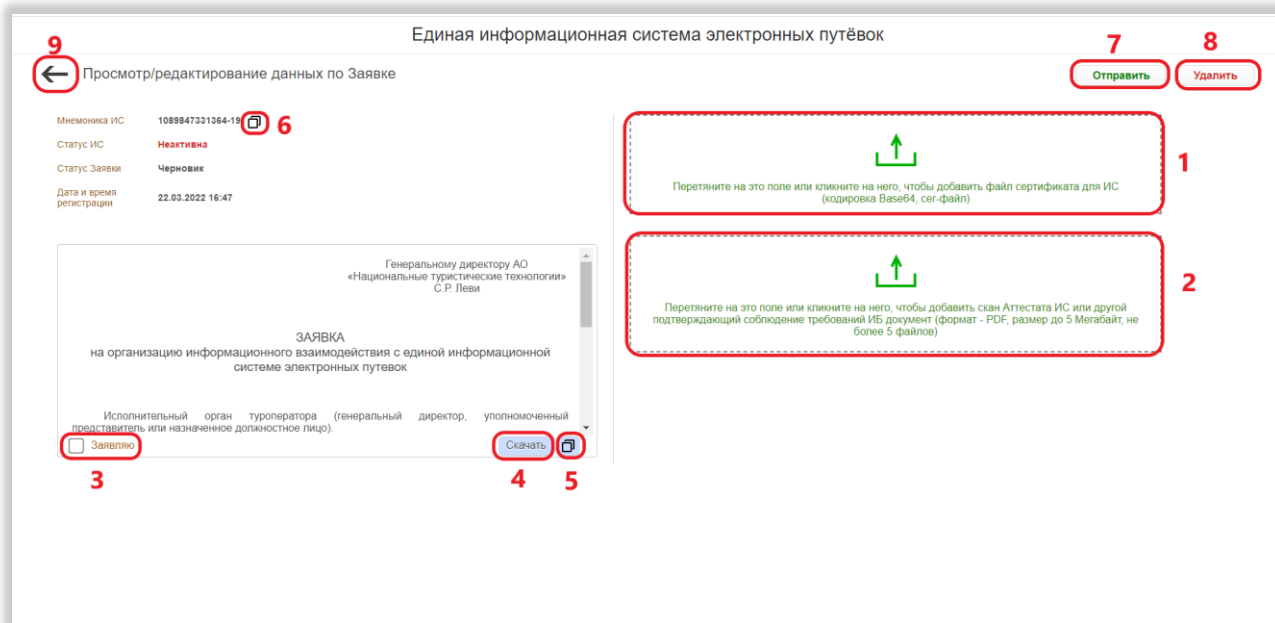 Единая информационная система электронных путёвок
9
7
8
Просмотр/редактирование данных по Заявке
Отправить
Удалить
Мнемоника ИС 1089847331364-19
6
Статус ИС Неактивна
Статус Заявки Черновик
Дата и время
регистрации
22.03.2022 16:47
Перетяните на это поле или кликните на него, чтобы добавить файл сертификата для ИС
(кодировка Base64, cer-файл)
1
Перетяните на это поле или кликните на него, чтобы добавить скан Аттестата ИС или другой
подтверждающий соблюдение требований ИБ документ (формат - PDF, размер до 5 Мегабайт, не
более 5 файлов)
2
Генеральному директору АО
«Национальные туристические технологии»
С.Р. Леви
ЗАЯВКА
на организацию информационного взаимодействия с единой информационной
системе электронных путевок
Исполнительный орган туроператора (генеральный директор, уполномоченный
представитель или назначенное должностное лицо).
Заявляю
Скачать
3
4
5